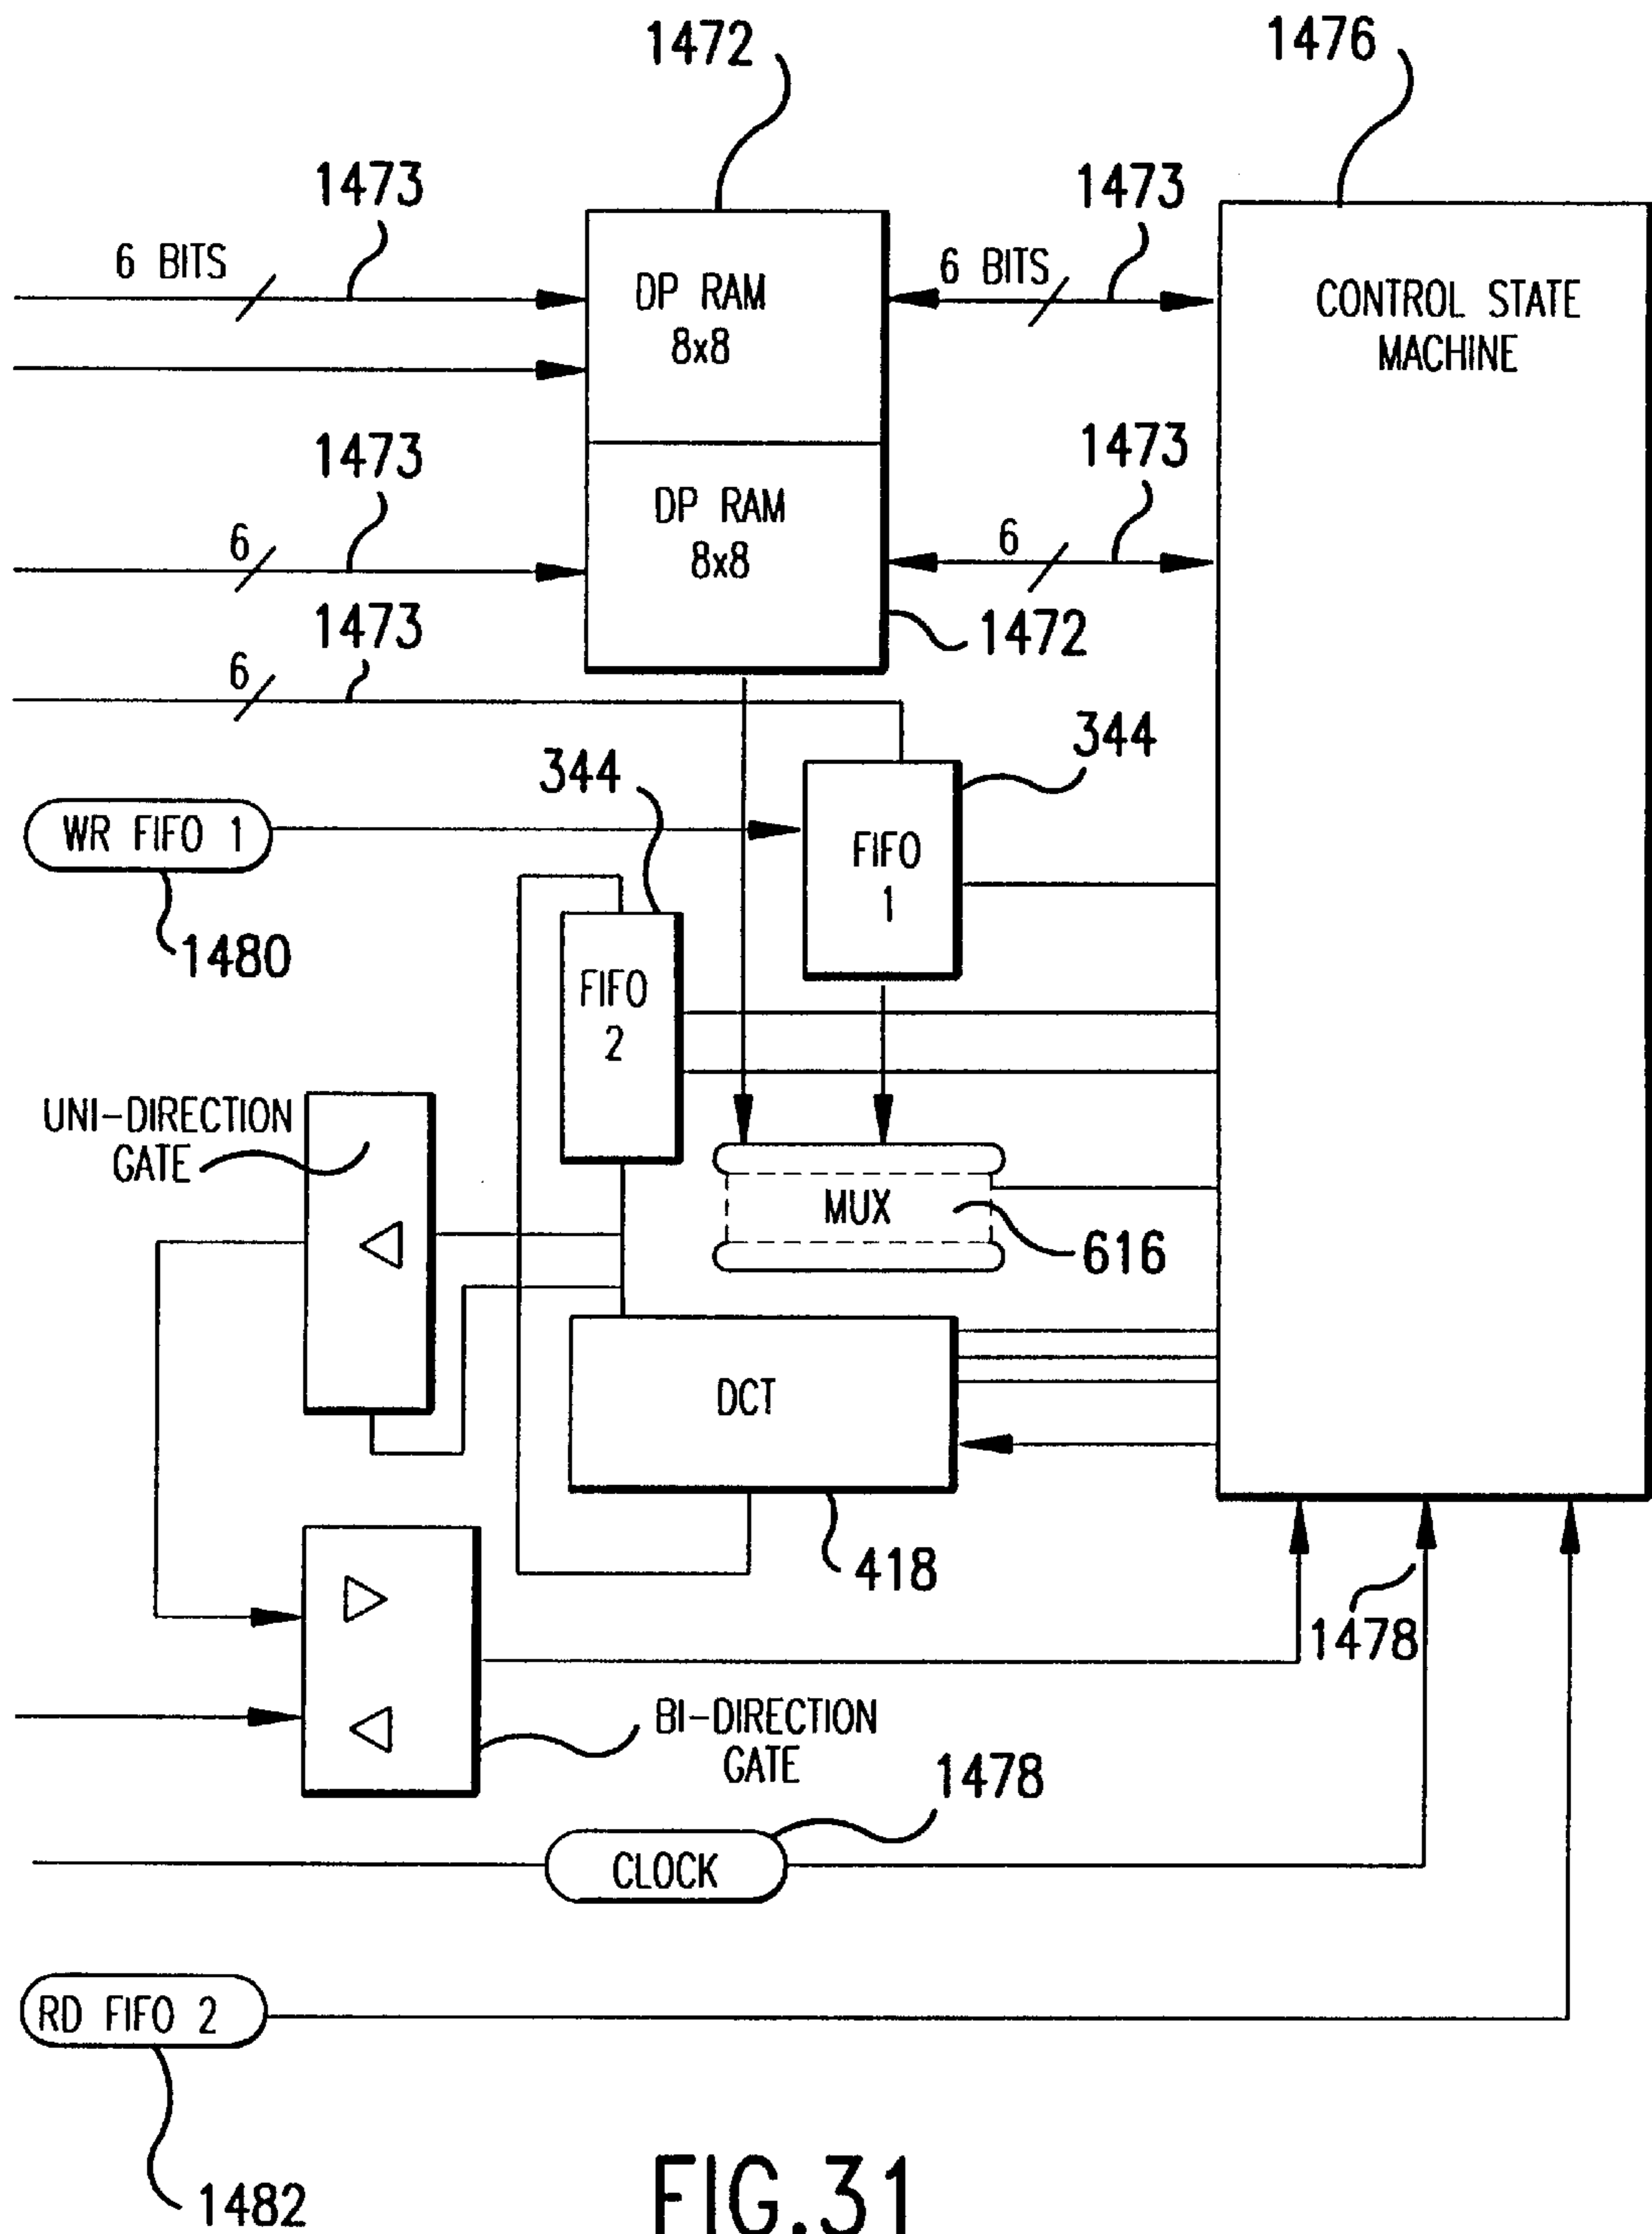 1472
1476
1473
1473
6 BITS
6 BITS
DP RAM
8x8
CONTROL STATE
MACHINE
1473
1473
DP RAM
8x8
6
6
1473
1472
6
344
344
WR FIFO 1
FIFO
1
1480
FIFO
2
UNI-DIRECTION
GATE
MUX
616
DCT
418
1478
BI-DIRECTION
GATE
1478
CLOCK
RD FIFO 2
1482
FIG.31